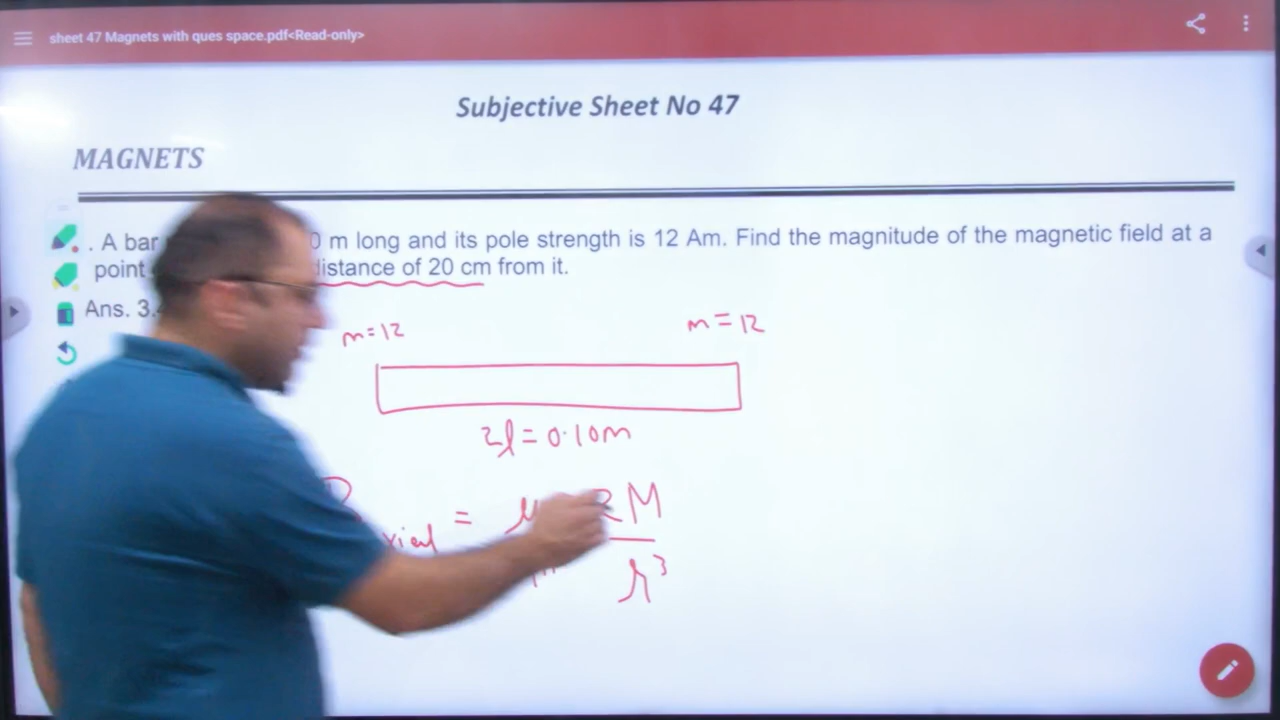 sheet 47 Magnets with ques space.pdf<Read-only>
Subjective Sheet No 47
MAGNETS
. A bar 0 m long and its pole strength is 12 Am. Find the magnitude of the magnetic field at a
point distance of 20 cm from it.
Ans. 3.
m=12 m=12
2l=0.10m
= 2M
r³